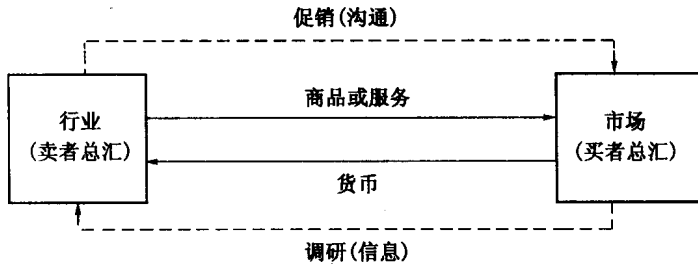 促销(沟通)
商品或服务
行业
(卖者总汇)
市场
(买者总汇)
货币
调研(信息)